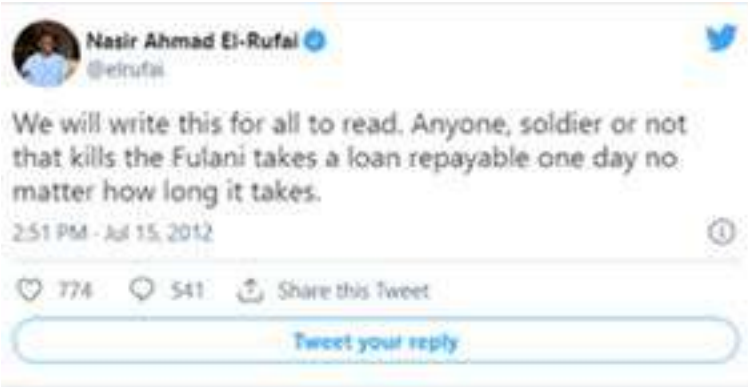 Nasir Ahmad El-Rufai
@elrufai
We will write this for all to read. Anyone, soldier or not
that kills the Fulani takes a loan repayable one day no
matter how long it takes.
2:51 PM - Jul 15, 2012
774 541 Share this Tweet
Tweet your reply